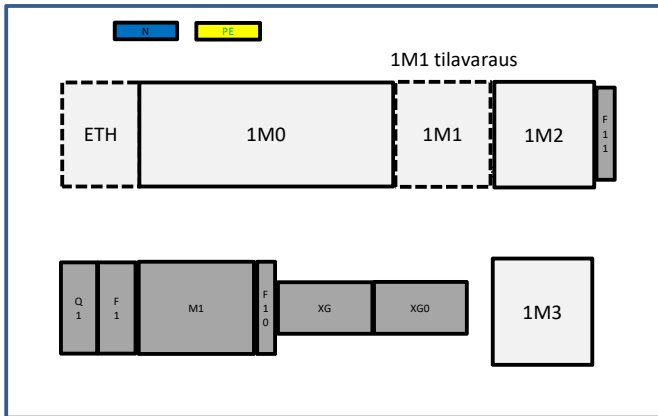 N
PE
1M1 tilavaraus
ETH
1M0
1M1
1M2
F
1
1
Q
1
F
1
M1
F
1
0
XG
XG0
1M3